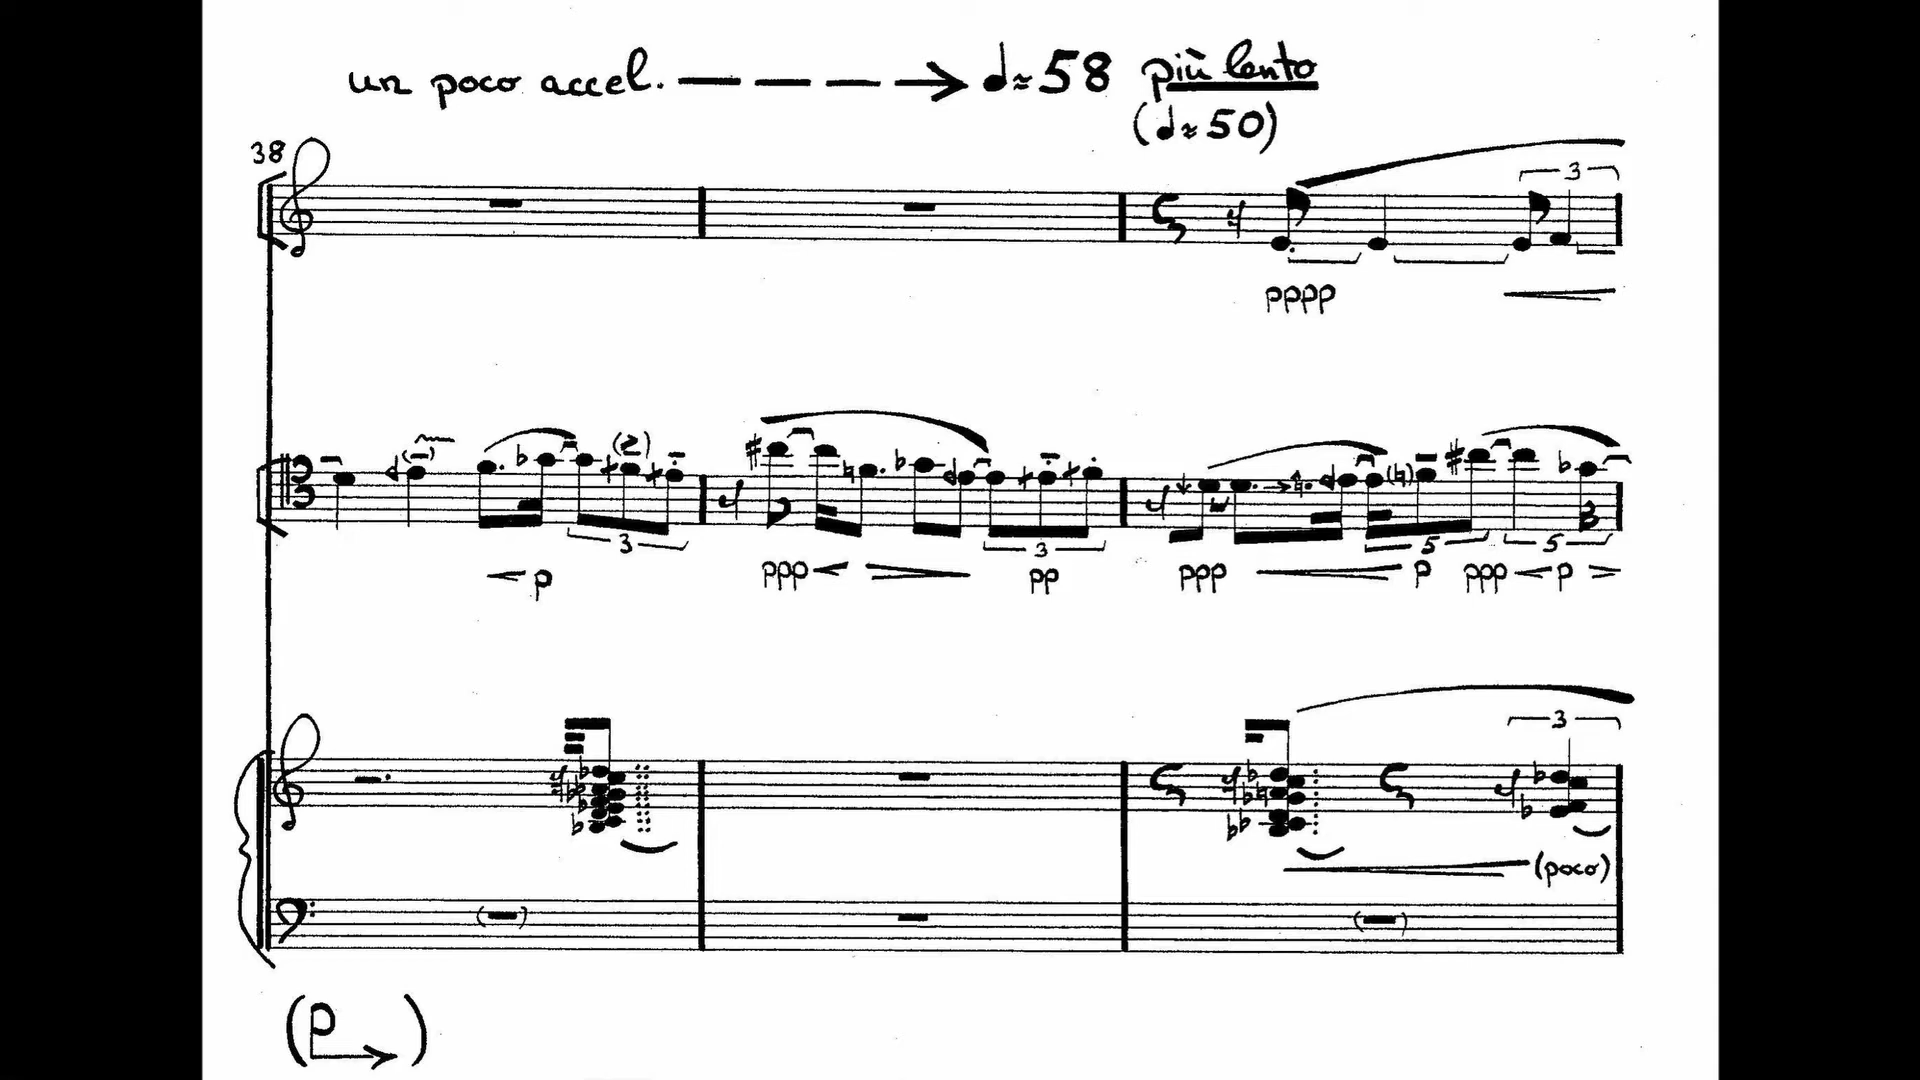 un poco accel. – – – → 𝅗𝅥≈58 più lento
(𝅗𝅥≈50)
38
3
pppp
3
p
ppp
3
pp
ppp
5
p
ppp
5
p
3
(poco)
(P→)